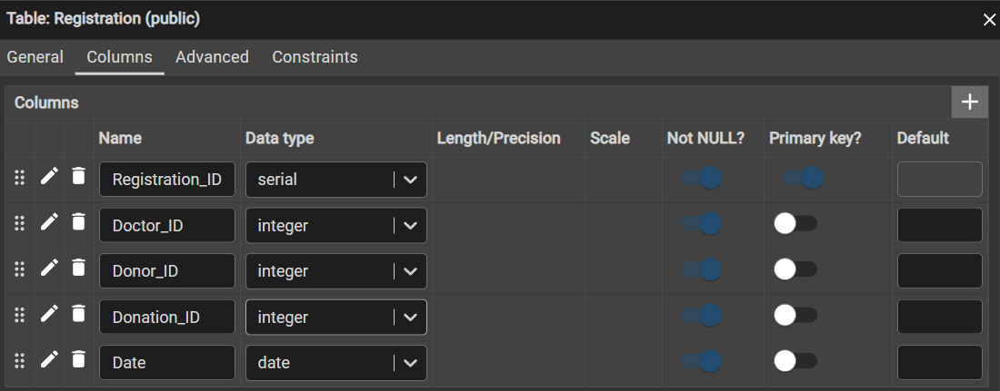 Table: Registration (public)
General Columns Advanced Constraints
Columns
Name Data type Length/Precision Scale Not NULL? Primary key? Default
Registration_ID serial
Doctor_ID integer
Donor_ID integer
Donation_ID integer
Date date